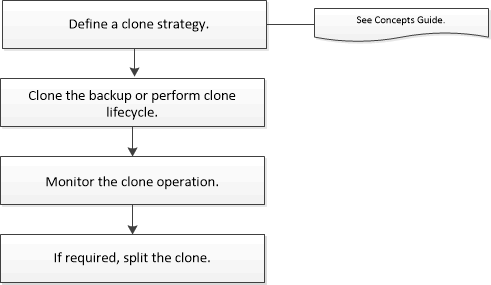 Define a clone strategy.
See Concepts Guide.
Clone the backup or perform clone
lifecycle.
Monitor the clone operation.
If required, split the clone.